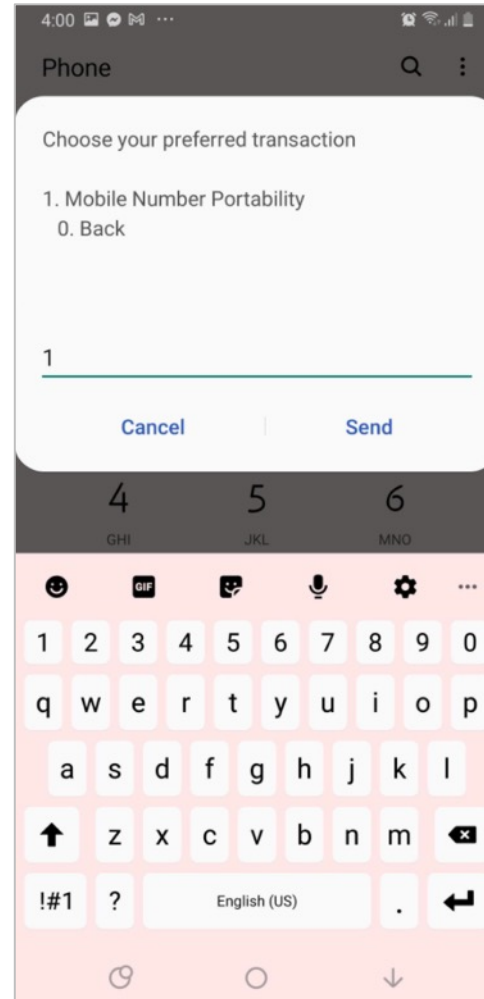 4:00
Phone
Choose your preferred transaction
1. Mobile Number Portability
0. Back
1
Cancel Send
4 5 6
GHI JKL MNO
GIF
1 2 3 4 5 6 7 8 9 0
q w e r t y u i o p
a s d f g h j k l
z x c v b n m
!#1 ? English (US) .